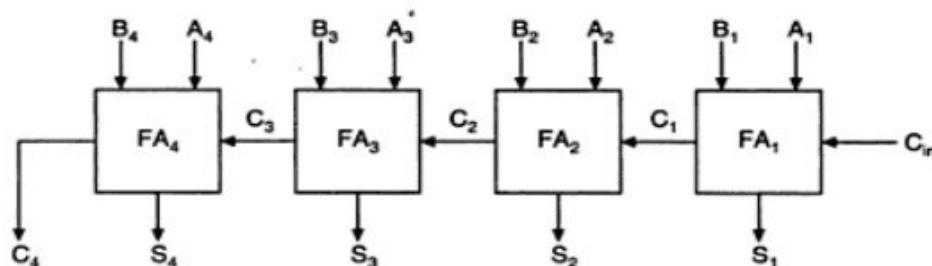 B₄ A₄ B₃ A₃ B₂ A₂ B₁ A₁
FA₄ C₃ FA₃ C₂ FA₂ C₁ FA₁ C_in
C₄ S₄ S₃ S₂ S₁